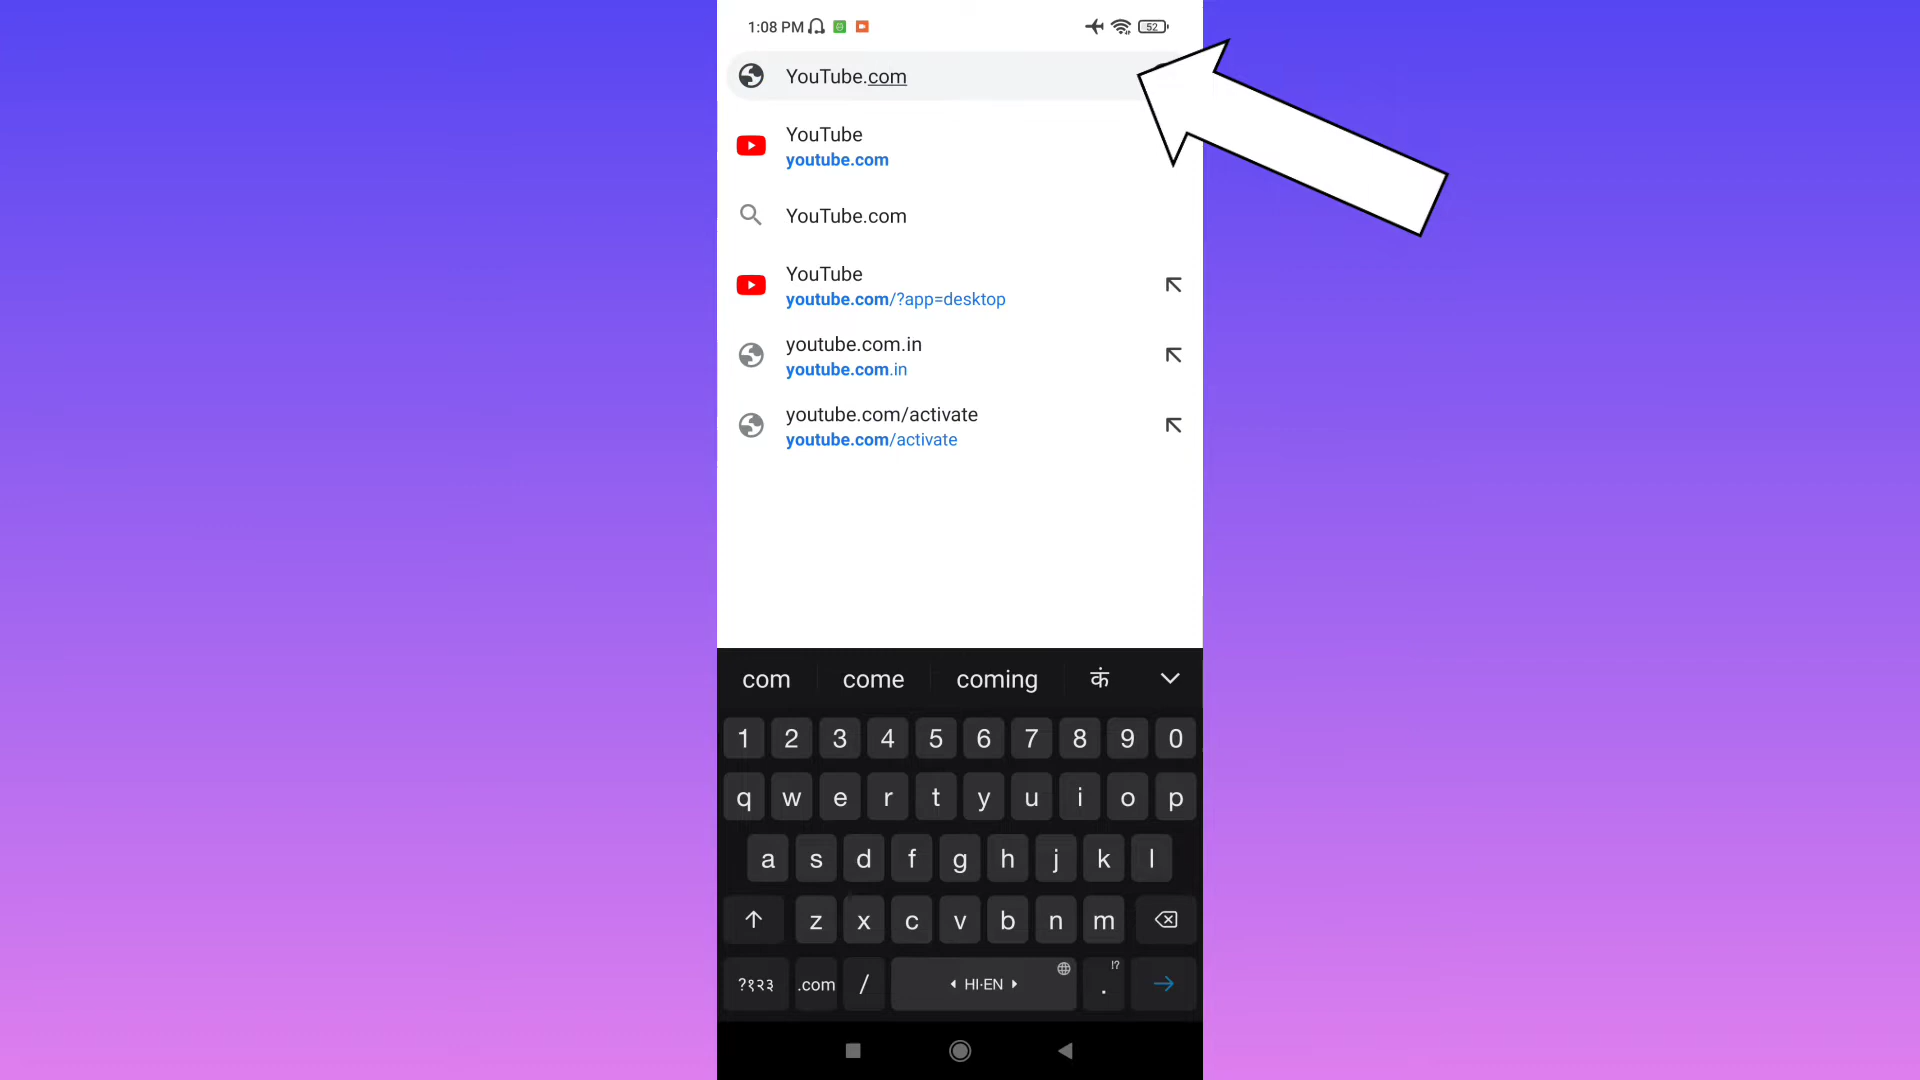 1:08 PM
52
YouTube.com
YouTube
youtube.com
YouTube.com
YouTube
youtube.com/?app=desktop
youtube.com.in
youtube.com.in
youtube.com/activate
youtube.com/activate
com come coming कं
1 2 3 4 5 6 7 8 9 0
q w e r t y u i o p
a s d f g h j k l
z x c v b n m
?१२३ .com / HI·EN . !?